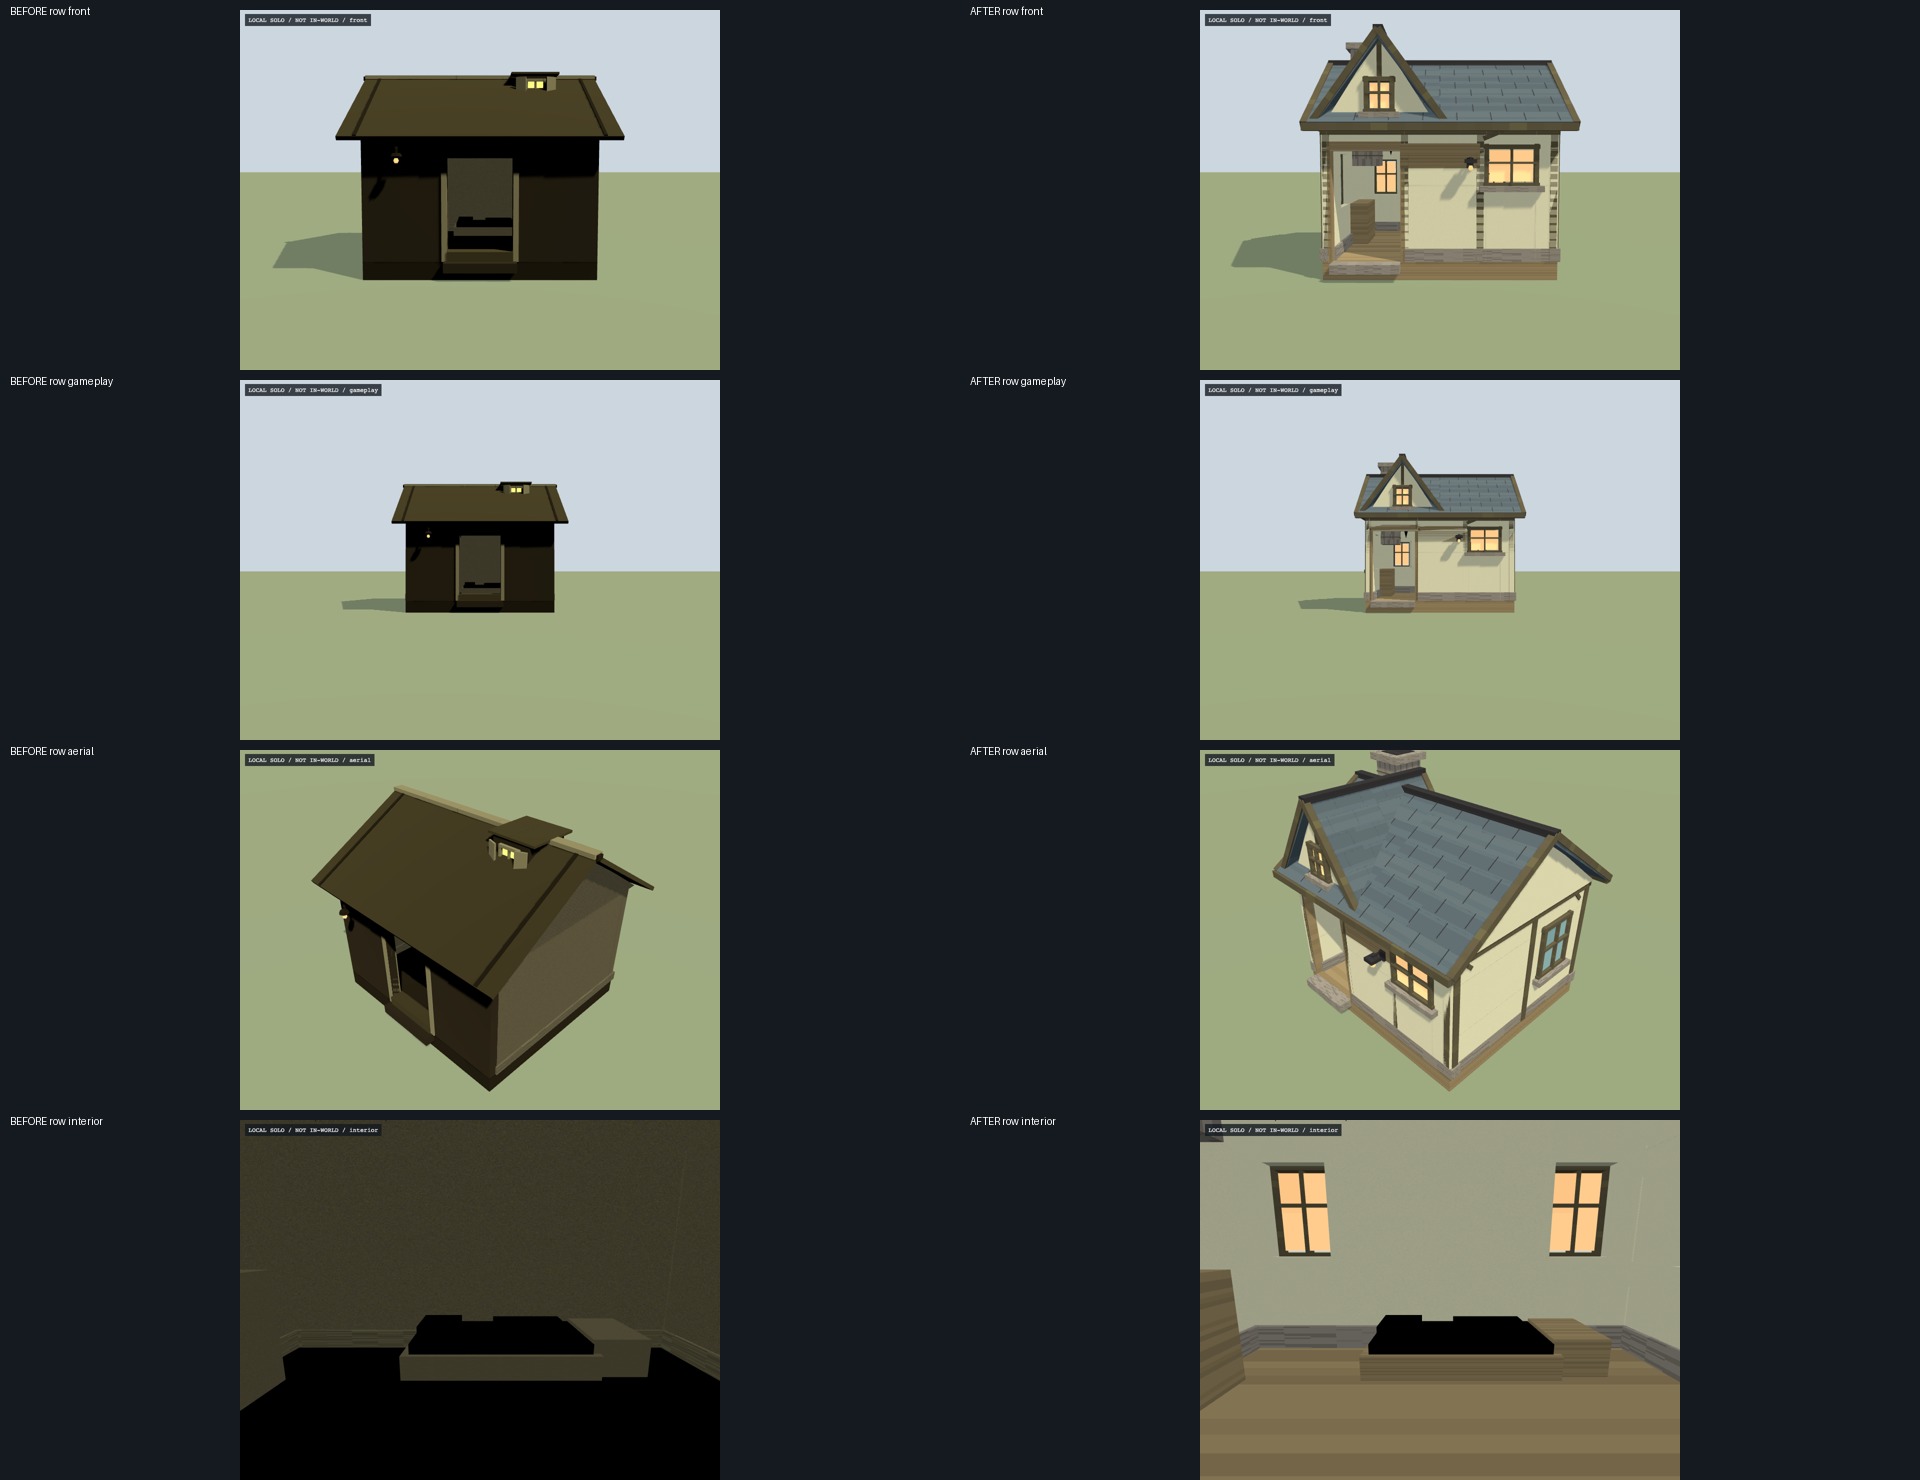 BEFORE row front
LOCAL SOLO / NOT IN-WORLD / front
AFTER row front
LOCAL SOLO / NOT IN-WORLD / front
BEFORE row gameplay
LOCAL SOLO / NOT IN-WORLD / gameplay
AFTER row gameplay
LOCAL SOLO / NOT IN-WORLD / gameplay
BEFORE row aerial
LOCAL SOLO / NOT IN-WORLD / aerial
AFTER row aerial
LOCAL SOLO / NOT IN-WORLD / aerial
BEFORE row interior
LOCAL SOLO / NOT IN-WORLD / interior
AFTER row interior
LOCAL SOLO / NOT IN-WORLD / interior